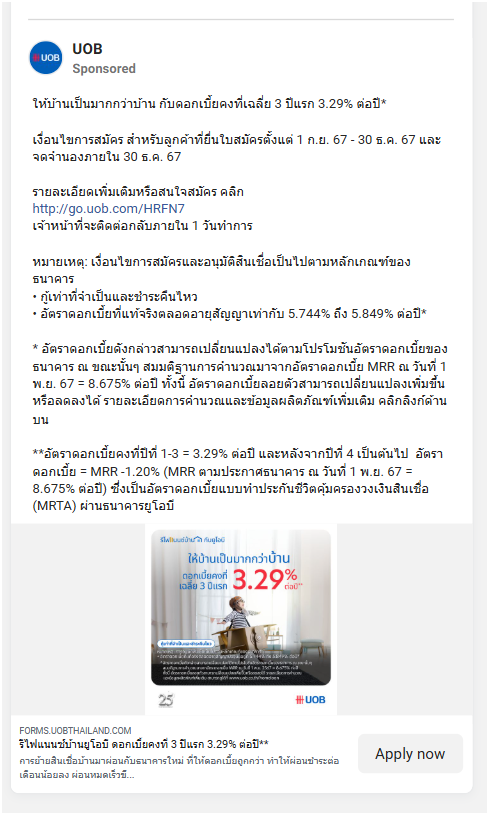 UOB
Sponsored
ให้บ้านเป็นมากกว่าบ้าน กับดอกเบี้ยคงที่เฉลี่ย 3 ปีแรก 3.29% ต่อปี*
เงื่อนไขการสมัคร สำหรับลูกค้าที่ยื่นใบสมัครตั้งแต่ 1 ก.ย. 67 - 30 ธ.ค. 67 และ
จดจำนองภายใน 30 ธ.ค. 67
รายละเอียดเพิ่มเติมหรือสนใจสมัคร คลิก
http://go.uob.com/HRFN7
เจ้าหน้าที่จะติดต่อกลับภายใน 1 วันทำการ
หมายเหตุ: เงื่อนไขการสมัครและอนุมัติสินเชื่อเป็นไปตามหลักเกณฑ์ของ
ธนาคาร
• กู้เท่าที่จำเป็นและชำระคืนไหว
• อัตราดอกเบี้ยที่แท้จริงตลอดอายุสัญญาเท่ากับ 5.744% ถึง 5.849% ต่อปี*
* อัตราดอกเบี้ยดังกล่าวสามารถเปลี่ยนแปลงได้ตามโปรโมชันอัตราดอกเบี้ยของ
ธนาคาร ณ ขณะนั้นๆ สมมติฐานการคำนวณมาจากอัตราดอกเบี้ย MRR ณ วันที่ 1
พ.ย. 67 = 8.675% ต่อปี ทั้งนี้ อัตราดอกเบี้ยลอยตัวสามารถเปลี่ยนแปลงเพิ่มขึ้น
หรือลดลงได้ รายละเอียดการคำนวณและข้อมูลผลิตภัณฑ์เพิ่มเติม คลิกลิงก์ด้าน
บน
**อัตราดอกเบี้ยคงที่ปีที่ 1-3 = 3.29% ต่อปี และหลังจากปีที่ 4 เป็นต้นไป อัตรา
ดอกเบี้ย = MRR -1.20% (MRR ตามประกาศธนาคาร ณ วันที่ 1 พ.ย. 67 =
8.675% ต่อปี) ซึ่งเป็นอัตราดอกเบี้ยแบบทำประกันชีวิตคุ้มครองวงเงินสินเชื่อ
(MRTA) ผ่านธนาคารยูโอบี
รีไฟแนนซ์บ้าน กับยูโอบี
ให้บ้านเป็นมากกว่าบ้าน
ดอกเบี้ยคงที่
เฉลี่ย 3 ปีแรก 3.29% ต่อปี**
กู้เท่าที่จำเป็นและชำระคืนไหว
25
UOB
FORMS.UOBTHAILAND.COM
รีไฟแนนซ์บ้านยูโอบี ดอกเบี้ยคงที่ 3 ปีแรก 3.29% ต่อปี**
การย้ายสินเชื่อบ้านมาผ่อนกับธนาคารใหม่ ที่ให้ดอกเบี้ยถูกกว่า ทำให้ผ่อนชำระต่อ
เดือนน้อยลง ผ่อนหมดเร็วขึ้...
Apply now